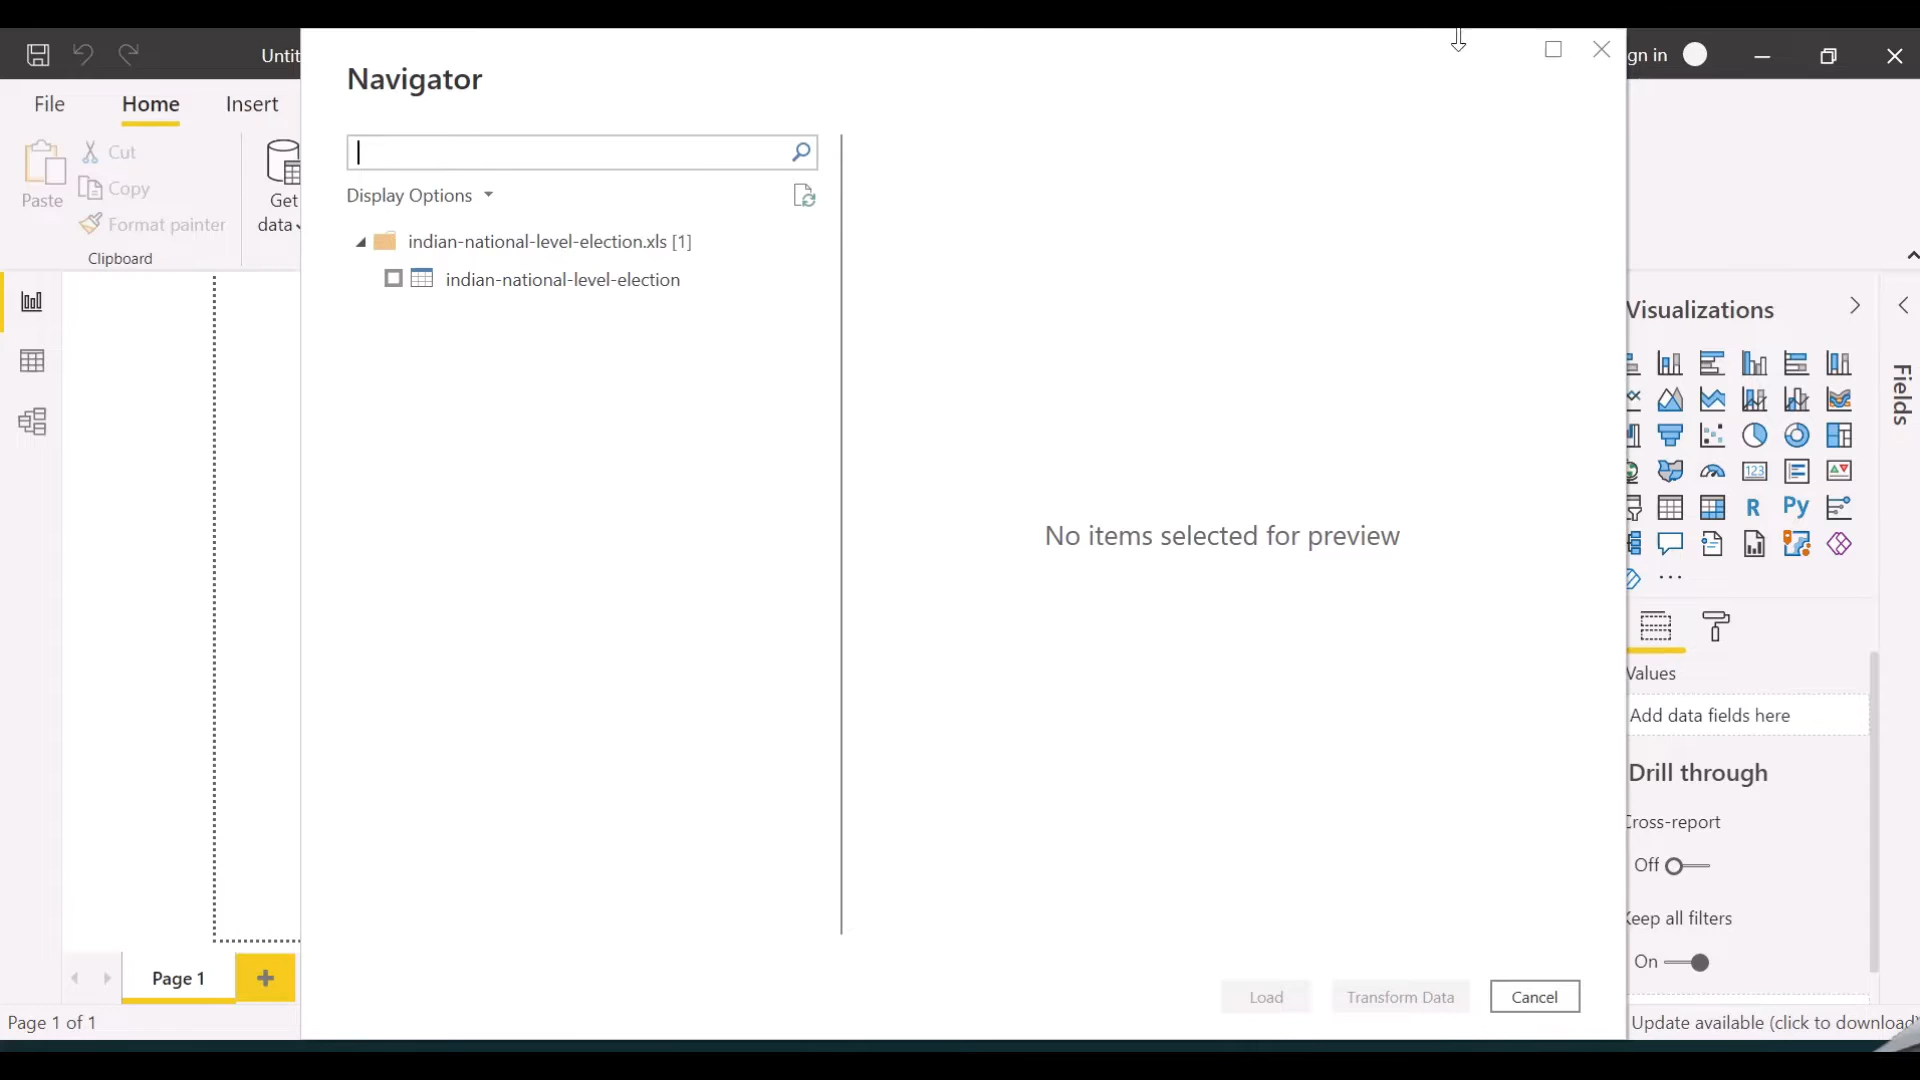 Untit
gn in
File
Home
Insert
Paste
Cut
Copy
Format painter
Clipboard
Get
data
Navigator
Display Options
indian-national-level-election.xls [1]
indian-national-level-election
No items selected for preview
Load
Transform Data
Cancel
Visualizations
Fields
123
R
Py
Values
Add data fields here
Drill through
Cross-report
Off
Keep all filters
On
Page 1
Page 1 of 1
Update available (click to download)